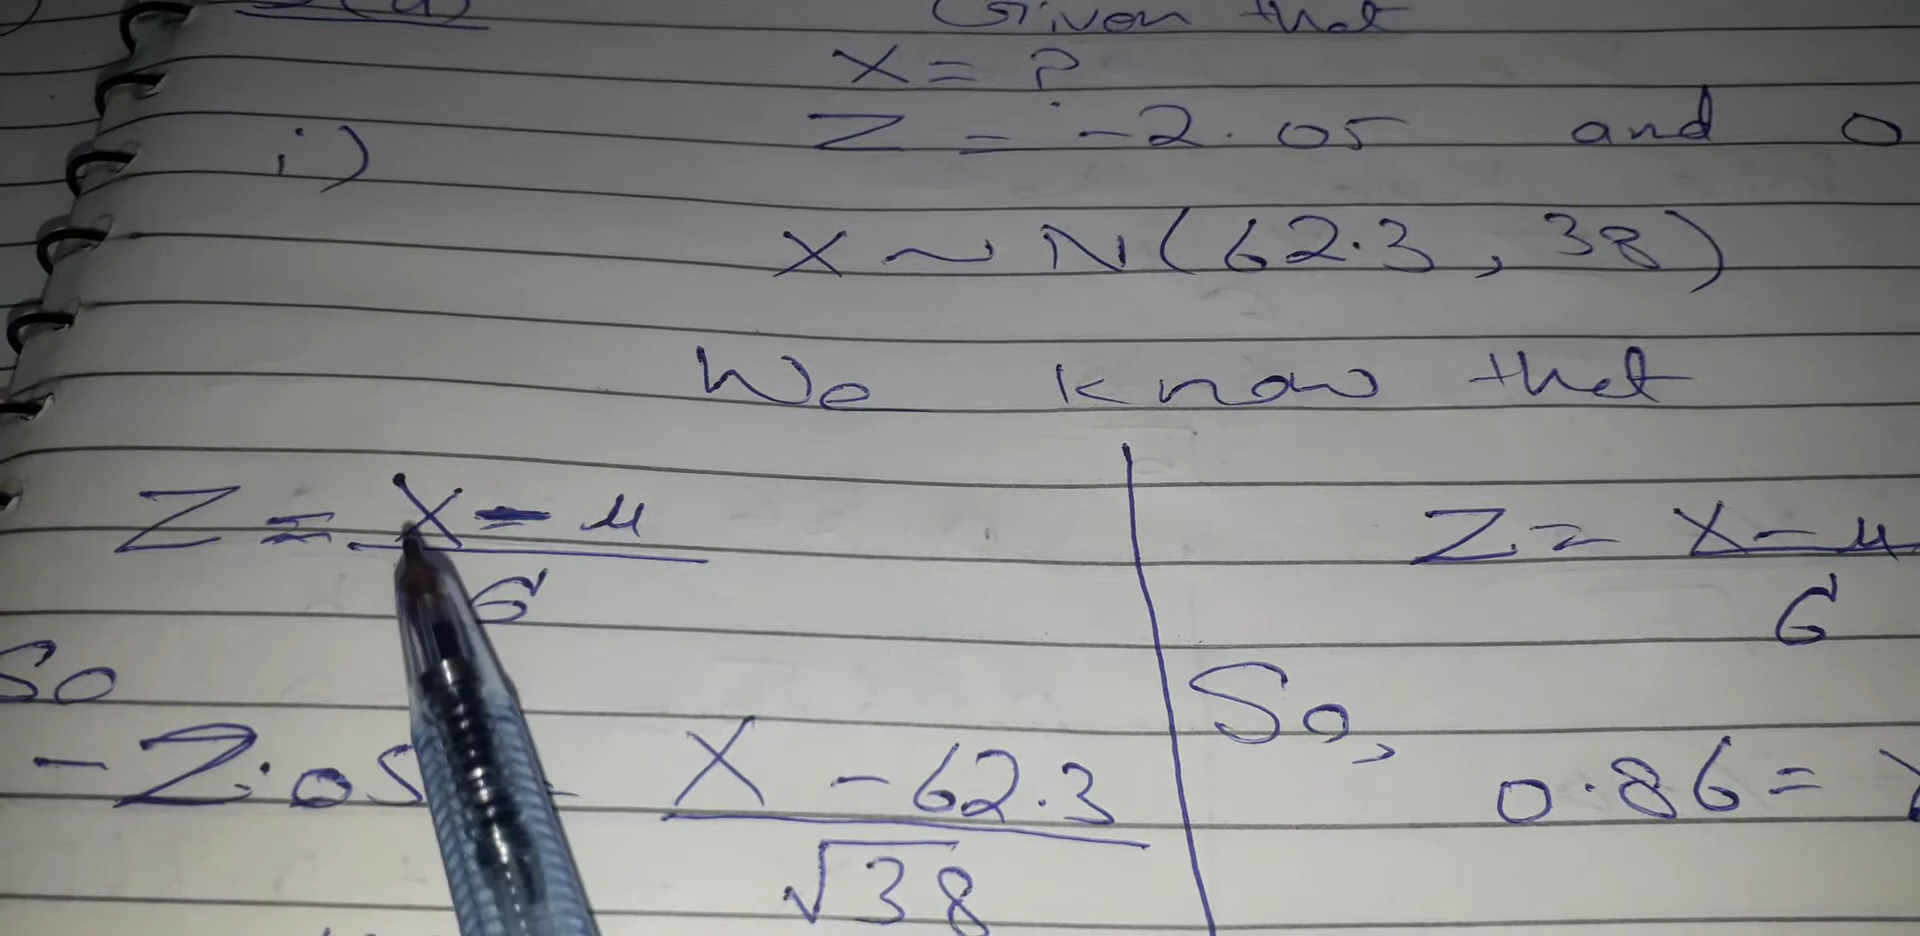 Given that
X = ?
i)
Z = -2.05 and 0
X ~ N(62.3, 38)
We know that
Z = X - μ / σ
Z = X - μ / σ
So
-2.05 = X - 62.3 / √38
So,
0.86 =